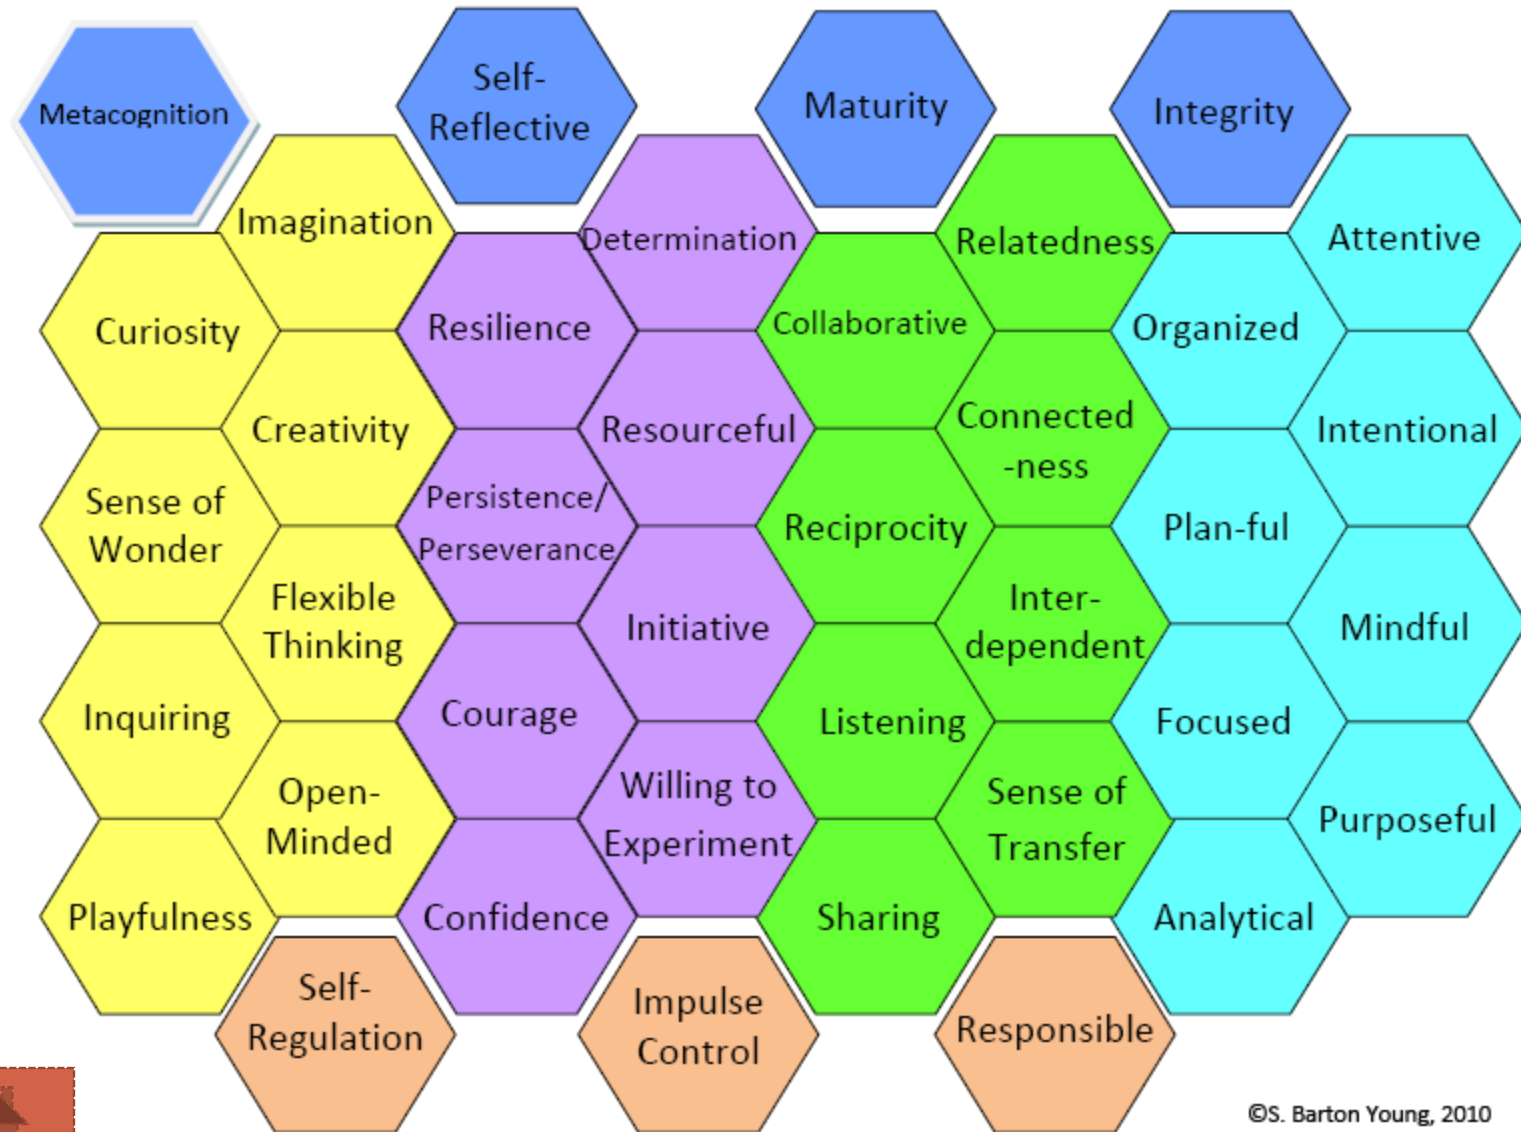 Metacognition
Self-
Reflective
Maturity
Integrity
Imagination
Determination
Relatedness
Attentive
Curiosity
Resilience
Collaborative
Organized
Creativity
Resourceful
Connected
-ness
Intentional
Sense of
Wonder
Persistence/
Perseverance
Reciprocity
Plan-ful
Flexible
Thinking
Initiative
Inter-
dependent
Mindful
Inquiring
Courage
Listening
Focused
Open-
Minded
Willing to
Experiment
Sense of
Transfer
Purposeful
Playfulness
Confidence
Sharing
Analytical
Self-
Regulation
Impulse
Control
Responsible
©S. Barton Young, 2010